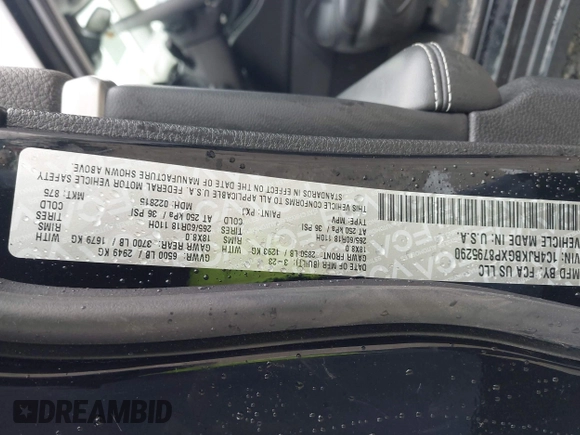 MFD. BY: FCA US LLC
VIN: 1C4RJKBGXP8795290
VEHICLE MADE IN U.S.A.
DATE OF MFR (BUILT): 3-23
GVWR: 6500 LB / 2949 KG
GAWR FRONT: 2850 LB / 1293 KG WITH
18X8.0 RIMS
265/60R18 110H TIRES
AT 250 kPa / 36 PSI COLD
GAWR REAR: 3700 LB / 1679 KG WITH
18X8.0 RIMS
265/60R18 110H TIRES
AT 250 kPa / 36 PSI COLD
TYPE: MPV
PAINT: PXJ
MDH: 022815
MKT: 875
THIS VEHICLE CONFORMS TO ALL APPLICABLE U.S.A. FEDERAL MOTOR VEHICLE SAFETY
STANDARDS IN EFFECT ON THE DATE OF MANUFACTURE SHOWN ABOVE.
DREAMBID